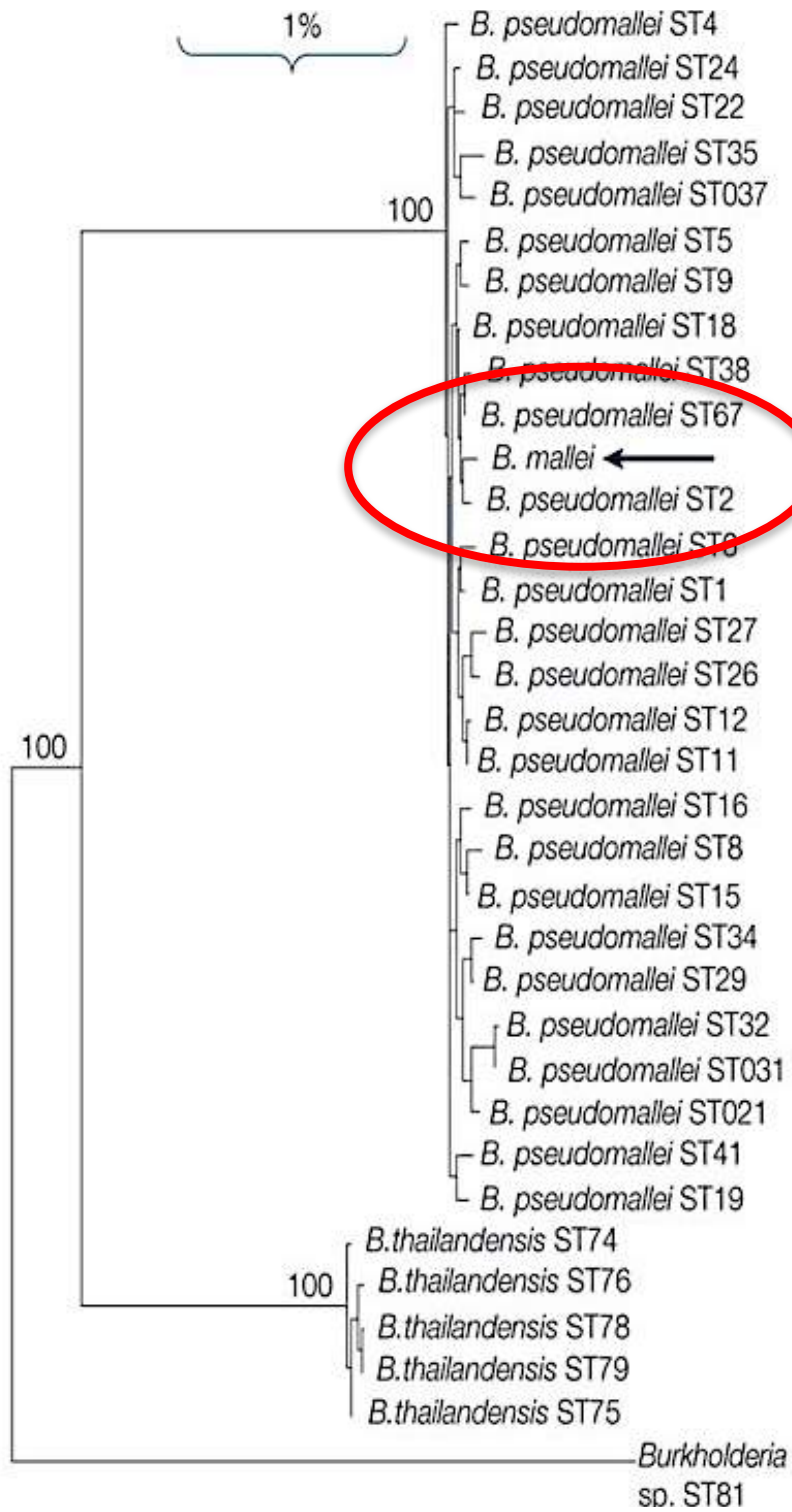 1%
B. pseudomallei ST4
B. pseudomallei ST24
B. pseudomallei ST22
B. pseudomallei ST35
B. pseudomallei ST037
100
B. pseudomallei ST5
B. pseudomallei ST9
B. pseudomallei ST18
B. pseudomallei ST38
B. pseudomallei ST67
B. mallei
B. pseudomallei ST2
B. pseudomallei
B. pseudomallei ST1
B. pseudomallei ST27
B. pseudomallei ST26
B. pseudomallei ST12
100
B. pseudomallei ST11
B. pseudomallei ST16
B. pseudomallei ST8
B. pseudomallei ST15
B. pseudomallei ST34
B. pseudomallei ST29
B. pseudomallei ST32
B. pseudomallei ST031
B. pseudomallei ST021
B. pseudomallei ST41
B. pseudomallei ST19
B.thailandensis ST74
100
B.thailandensis ST76
B.thailandensis ST78
B.thailandensis ST79
B.thailandensis ST75
Burkholderia
sp. ST81